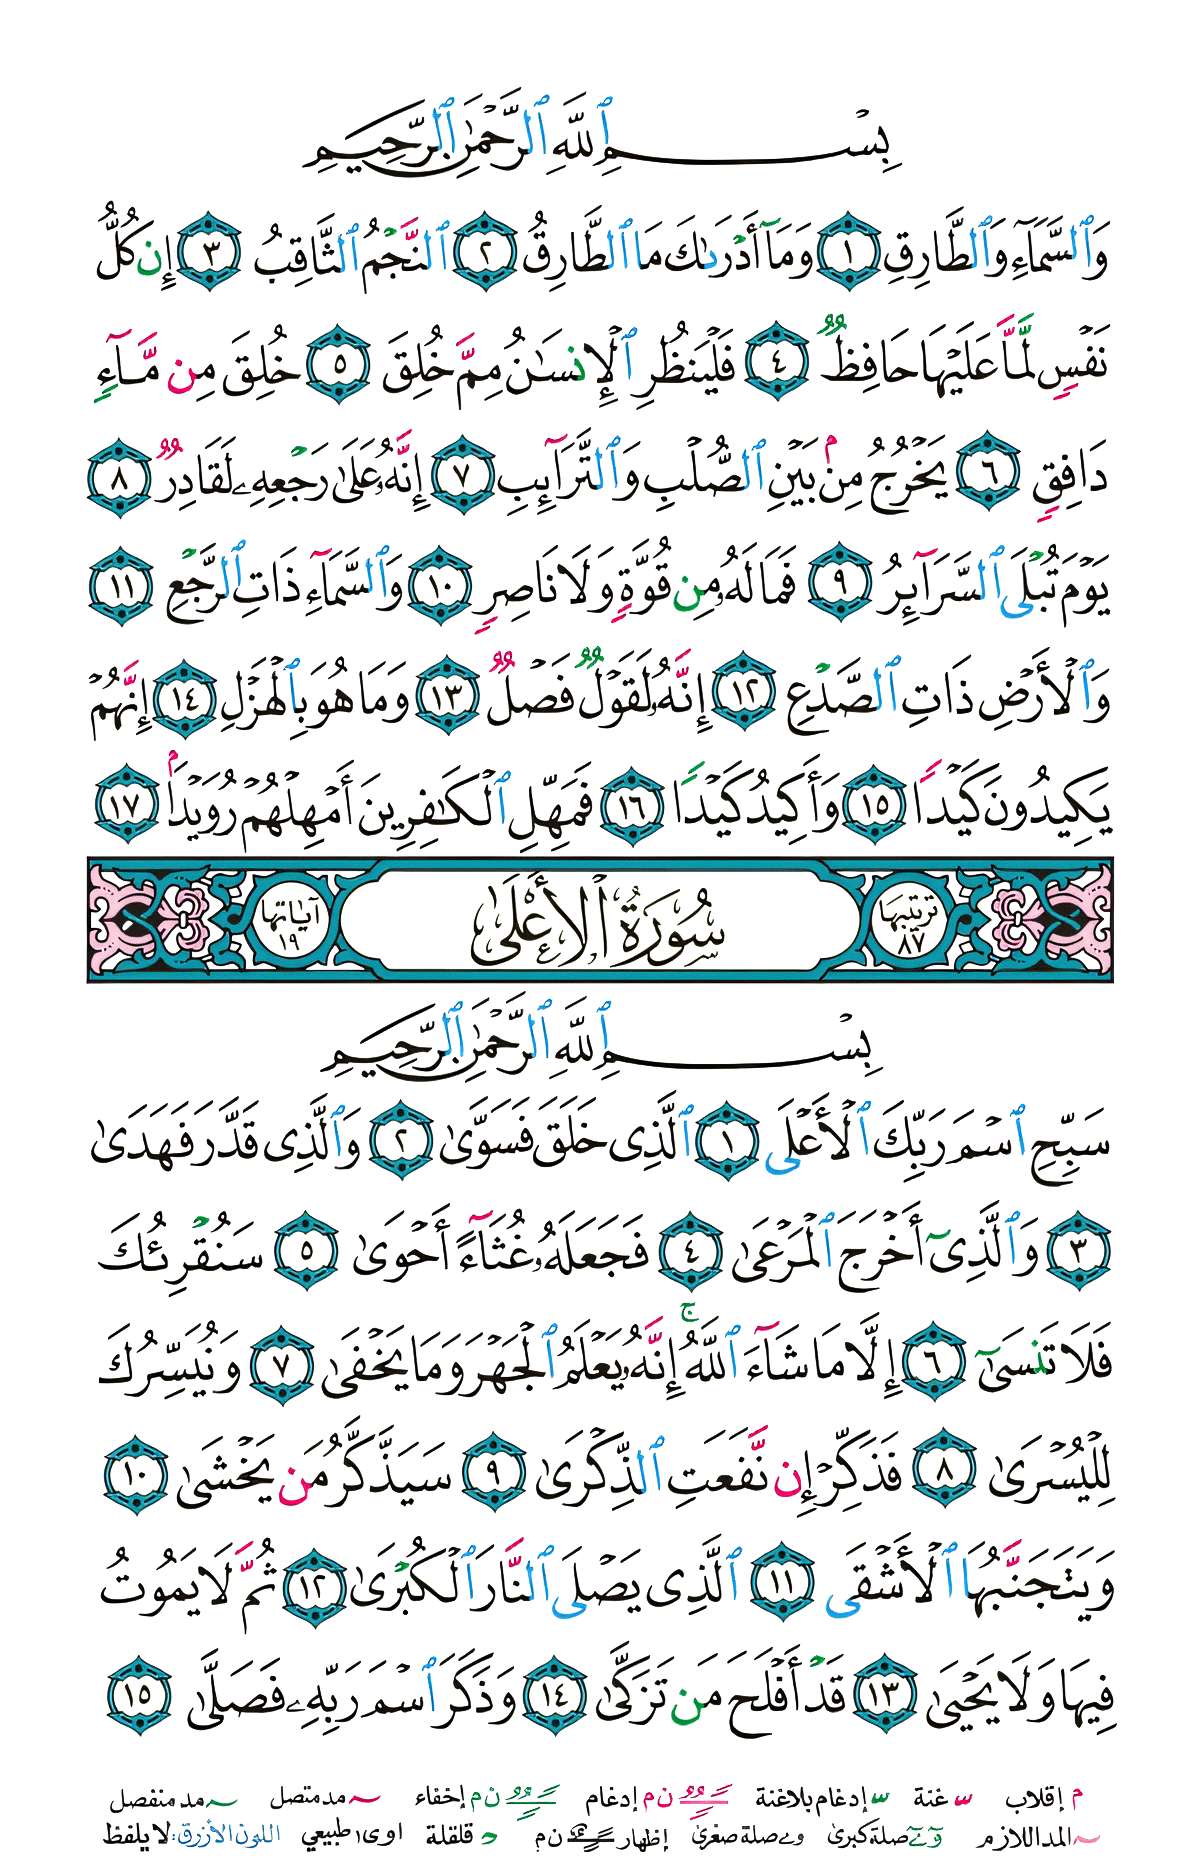 بِسْمِ ٱللَّهِ ٱلرَّحْمَٰنِ ٱلرَّحِيمِ
وَٱلسَّمَآءِ وَٱلطَّارِقِ ١ وَمَآ أَدْرَىٰكَ مَا ٱلطَّارِقُ ٢ ٱلنَّجْمُ ٱلثَّاقِبُ ٣ إِن كُلُّ
نَفْسٍ لَّمَّا عَلَيْهَا حَافِظٌ ٤ فَلْيَنظُرِ ٱلْإِنسَٰنُ مِمَّ خُلِقَ ٥ خُلِقَ مِن مَّآءٍ
دَافِقٍ ٦ يَخْرُجُ مِنۢ بَيْنِ ٱلصُّلْبِ وَٱلتَّرَآئِبِ ٧ إِنَّهُۥ عَلَىٰ رَجْعِهِۦ لَقَادِرٌ ٨
يَوْمَ تُبْلَى ٱلسَّرَآئِرُ ٩ فَمَا لَهُۥ مِن قُوَّةٍ وَلَا نَاصِرٍ ١٠ وَٱلسَّمَآءِ ذَاتِ ٱلرَّجْعِ ١١
وَٱلْأَرْضِ ذَاتِ ٱلصَّدْعِ ١٢ إِنَّهُۥ لَقَوْلٌ فَصْلٌ ١٣ وَمَا هُوَ بِٱلْهَزْلِ ١٤ إِنَّهُمْ
يَكِيدُونَ كَيْدًا ١٥ وَأَكِيدُ كَيْدًا ١٦ فَمَهِّلِ ٱلْكَٰفِرِينَ أَمْهِلْهُمْ رُوَيْدَۢا ١٧
ترتيبها ٨٧ سُورَةُ ٱلْأَعْلَىٰ آياتها ١٩
بِسْمِ ٱللَّهِ ٱلرَّحْمَٰنِ ٱلرَّحِيمِ
سَبِّحِ ٱسْمَ رَبِّكَ ٱلْأَعْلَى ١ ٱلَّذِى خَلَقَ فَسَوَّىٰ ٢ وَٱلَّذِى قَدَّرَ فَهَدَىٰ
٣ وَٱلَّذِىٓ أَخْرَجَ ٱلْمَرْعَىٰ ٤ فَجَعَلَهُۥ غُثَآءً أَحْوَىٰ ٥ سَنُقْرِئُكَ
فَلَا تَنسَىٰٓ ٦ إِلَّا مَا شَآءَ ٱللَّهُ ۚ إِنَّهُۥ يَعْلَمُ ٱلْجَهْرَ وَمَا يَخْفَىٰ ٧ وَنُيَسِّرُكَ
لِلْيُسْرَىٰ ٨ فَذَكِّرْ إِن نَّفَعَتِ ٱلذِّكْرَىٰ ٩ سَيَذَّكَّرُ مَن يَخْشَىٰ ١٠
وَيَتَجَنَّبُهَا ٱلْأَشْقَى ١١ ٱلَّذِى يَصْلَى ٱلنَّارَ ٱلْكُبْرَىٰ ١٢ ثُمَّ لَا يَمُوتُ
فِيهَا وَلَا يَحْيَىٰ ١٣ قَدْ أَفْلَحَ مَن تَزَكَّىٰ ١٤ وَذَكَرَ ٱسْمَ رَبِّهِۦ فَصَلَّىٰ ١٥
م إقلاب غنة إدغام بلاغنة ن م إدغام ن م إخفاء مد متصل مد منفصل
المد اللازم صلة كبرى و ے صلة صغرى إظهار ن م قلقلة ا و ى طبيعي اللون الأزرق: لا يلفظ